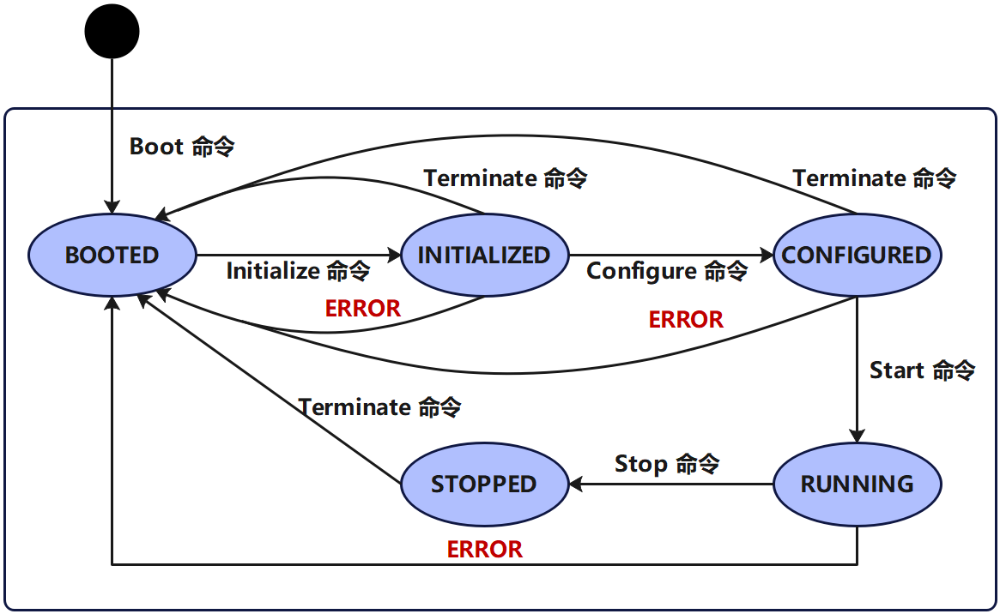 Boot 命令
Terminate 命令
Terminate 命令
BOOTED
INITIALIZED
CONFIGURED
Initialize 命令
Configure 命令
ERROR
ERROR
Start 命令
Terminate 命令
Stop 命令
STOPPED
RUNNING
ERROR